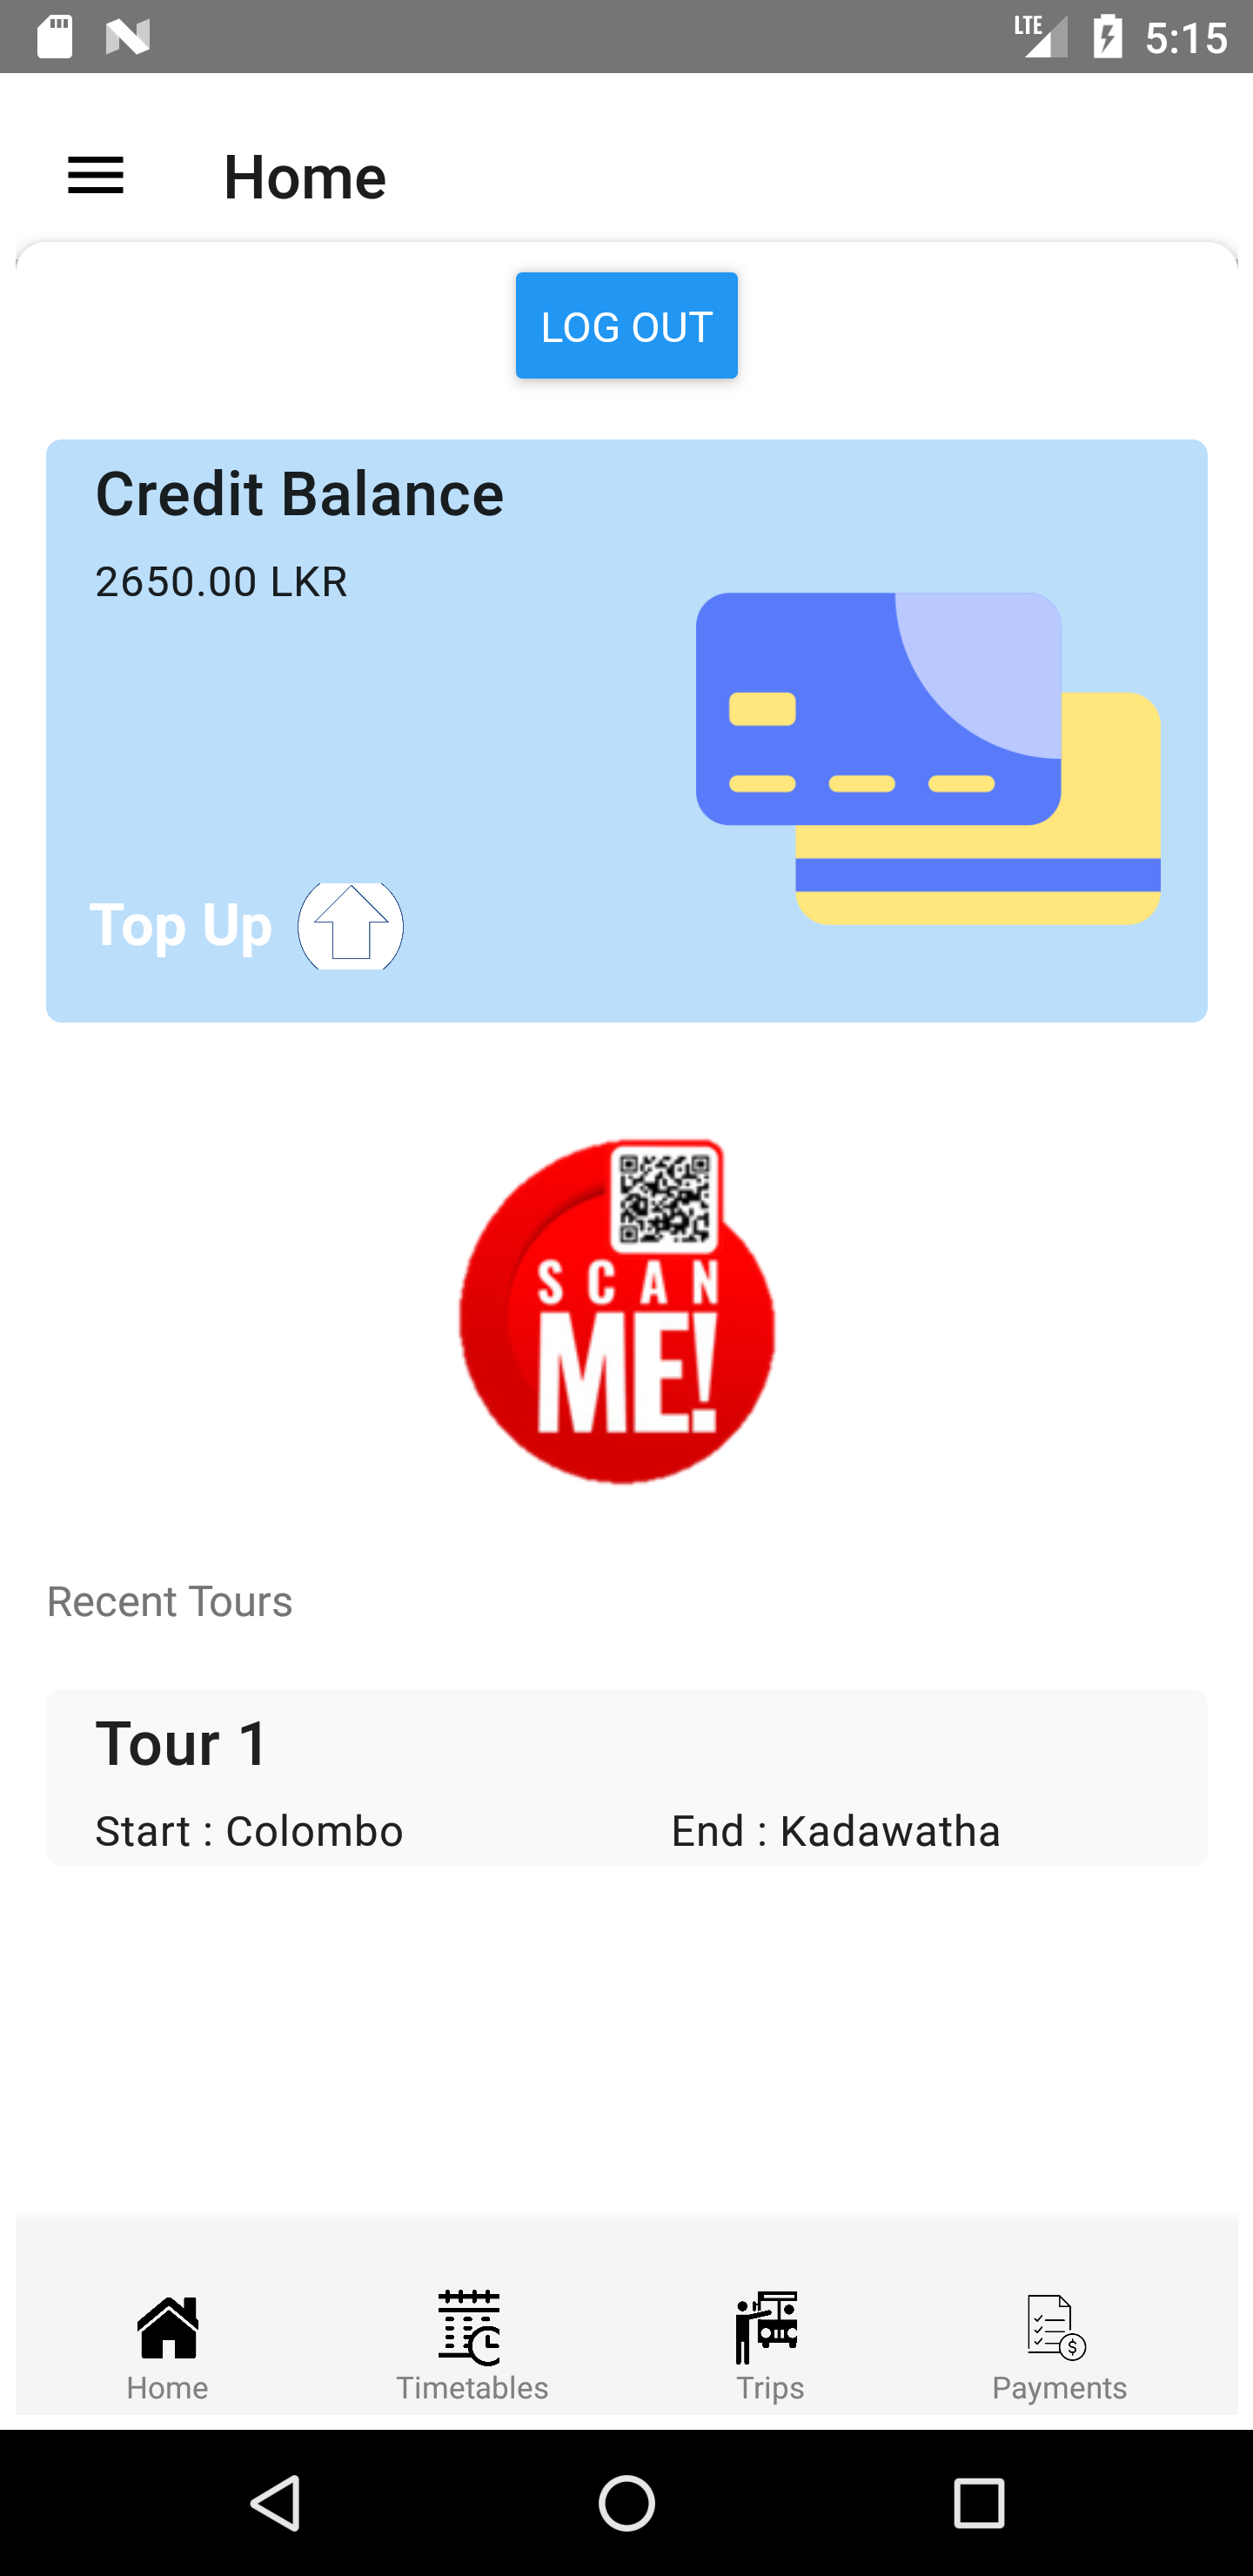 LTE 5:15
Home
LOG OUT
Credit Balance
2650.00 LKR
Top Up
SCAN
ME!
Recent Tours
Tour 1
Start : Colombo End : Kadawatha
Home Timetables Trips Payments